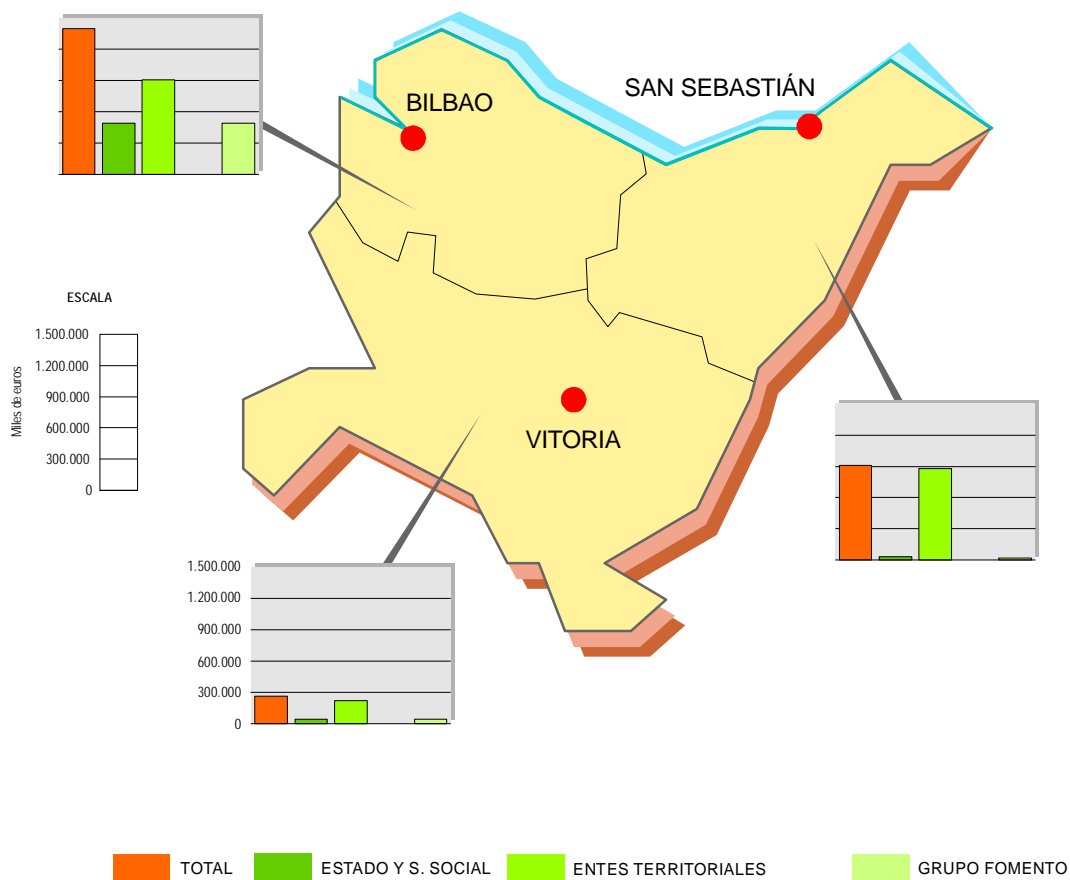 BILBAO
SAN SEBASTIÁN
ESCALA
Miles de euros
1.500.000
1.200.000
900.000
600.000
300.000
0
VITORIA
1.500.000
1.200.000
900.000
600.000
300.000
0
TOTAL
ESTADO Y S. SOCIAL
ENTES TERRITORIALES
GRUPO FOMENTO